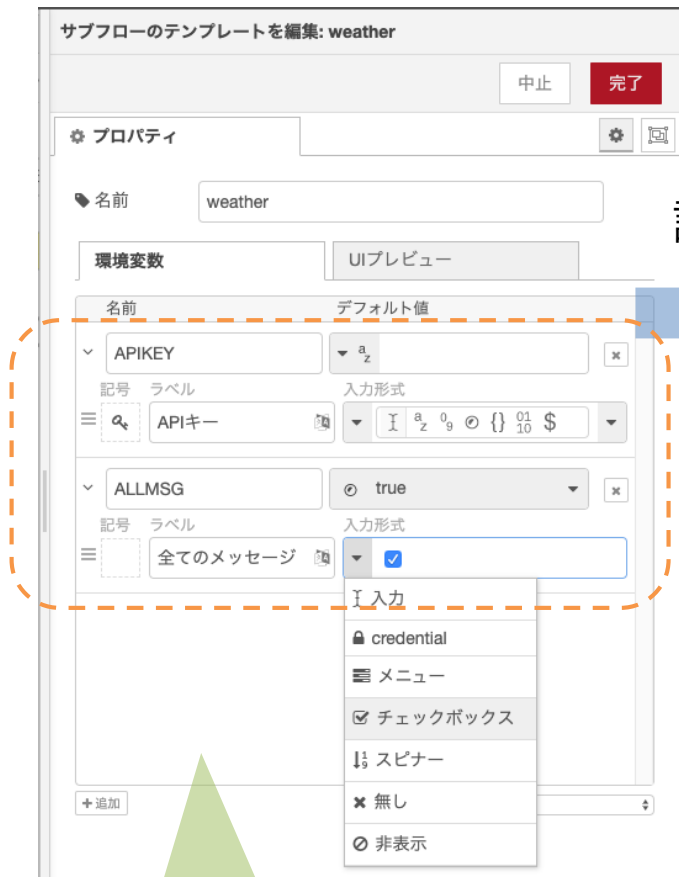 サブフローのテンプレートを編集: weather
中止 完了
プロパティ
名前 weather
環境変数 UIプレビュー
名前 デフォルト値
APIKEY
記号 ラベル 入力形式
APIキー
ALLMSG true
記号 ラベル 入力形式
全てのメッセージ
入力
credential
メニュー
チェックボックス
スピナー
追加 無し
非表示